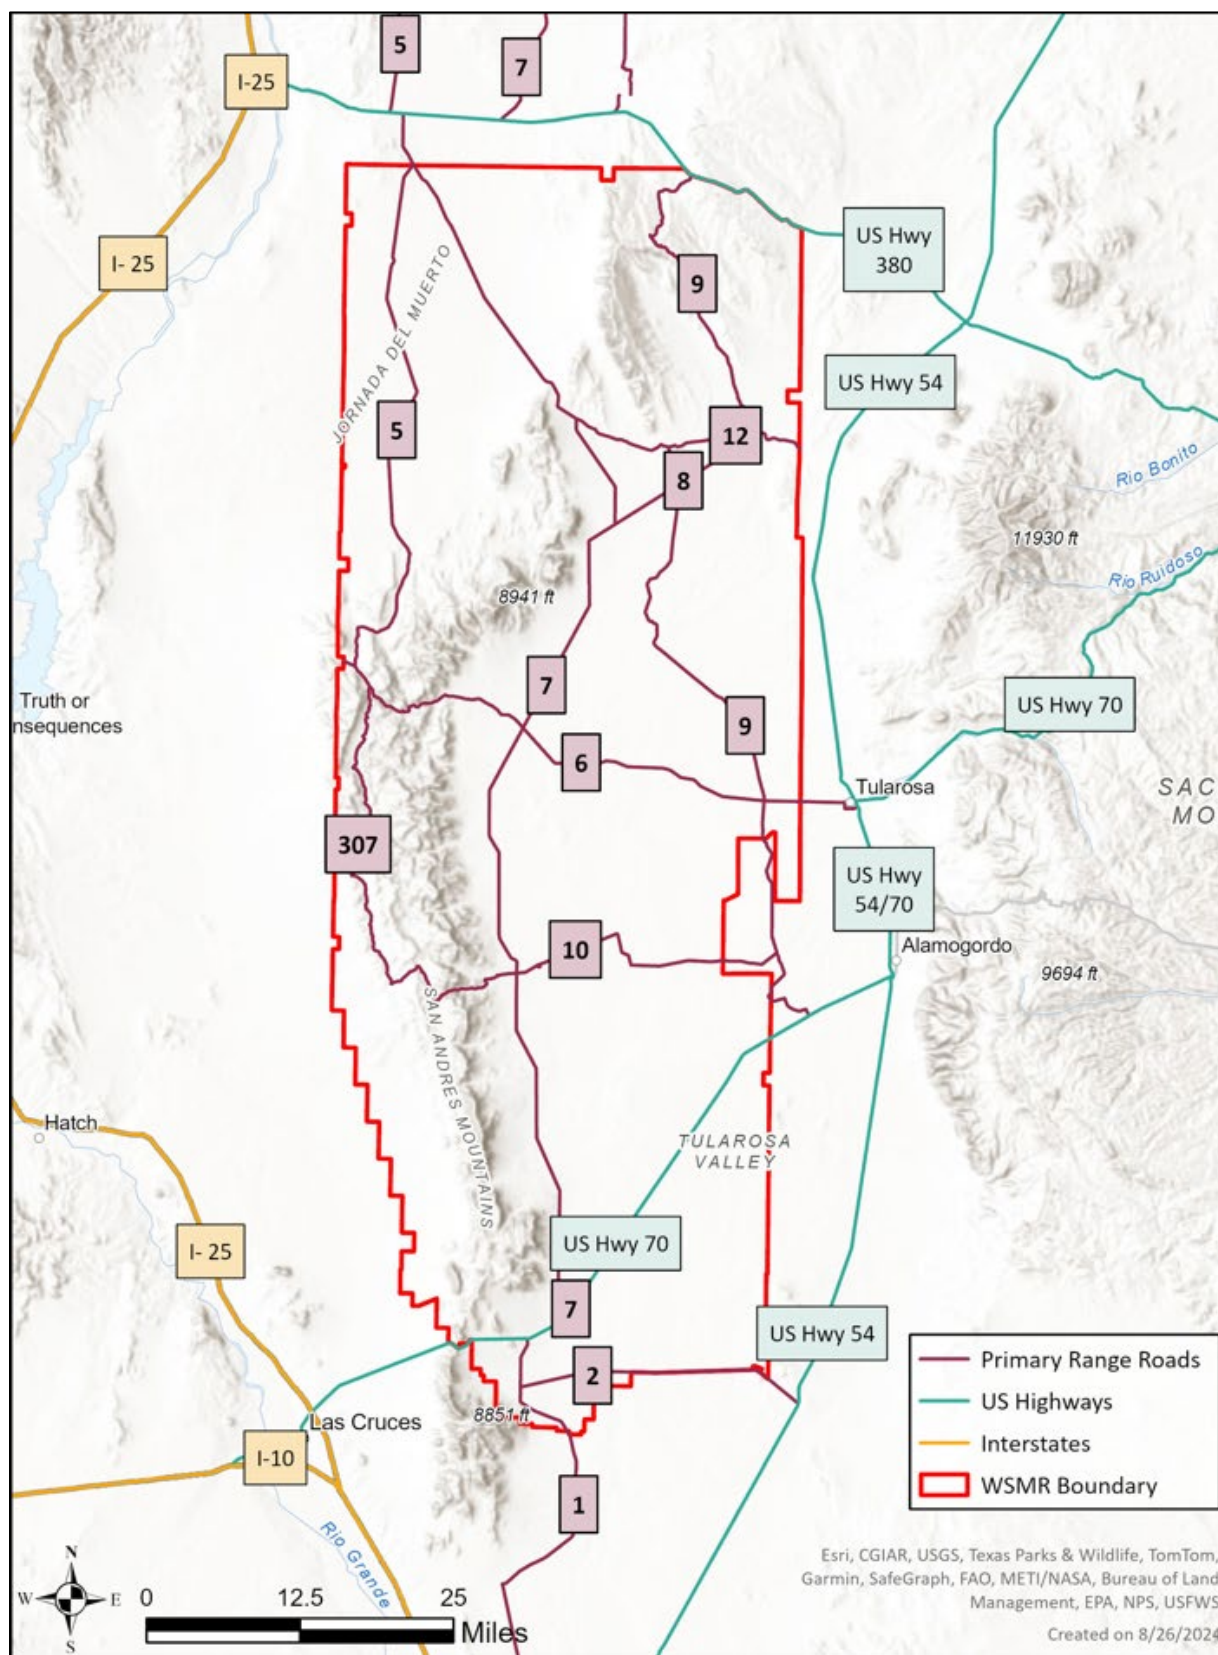 5
7
I-25
I- 25
US Hwy
380
9
JORNADA DEL MUERTO
US Hwy 54
5
12
8
Rio Bonito
11930 ft
Rio Ruidoso
8941 ft
7
US Hwy 70
Truth or
nsequences
9
6
Tularosa
SAC
MO
307
US Hwy
54/70
10
Alamogordo
9694 ft
SAN ANDRES MOUNTAINS
Hatch
TULAROSA
VALLEY
I- 25
US Hwy 70
7
US Hwy 54
2
8851 ft
Las Cruces
I-10
1
Rio Grande
Primary Range Roads
US Highways
Interstates
WSMR Boundary
N
W
E
S
0
12.5
25
Miles
Esri, CGIAR, USGS, Texas Parks & Wildlife, TomTom,
Garmin, SafeGraph, FAO, METI/NASA, Bureau of Land
Management, EPA, NPS, USFWS
Created on 8/26/2024